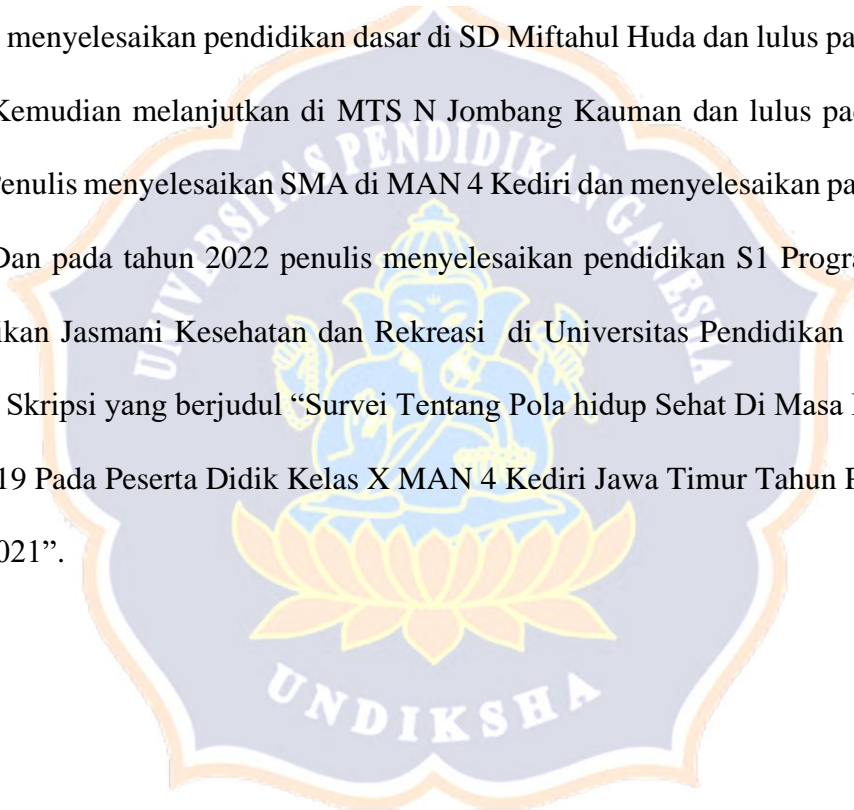 menyelesaikan pendidikan dasar di SD Miftahul Huda dan lulus pa
Kemudian melanjutkan di MTS N Jombang Kauman dan lulus pa
Penulis menyelesaikan SMA di MAN 4 Kediri dan menyelesaikan pa
Dan pada tahun 2022 penulis menyelesaikan pendidikan S1 Progra
ikan Jasmani Kesehatan dan Rekreasi di Universitas Pendidikan
Skripsi yang berjudul “Survei Tentang Pola hidup Sehat Di Masa
19 Pada Peserta Didik Kelas X MAN 4 Kediri Jawa Timur Tahun
021”.
UNIVERSITAS PENDIDIKAN GANESHA
UNDIKSHA